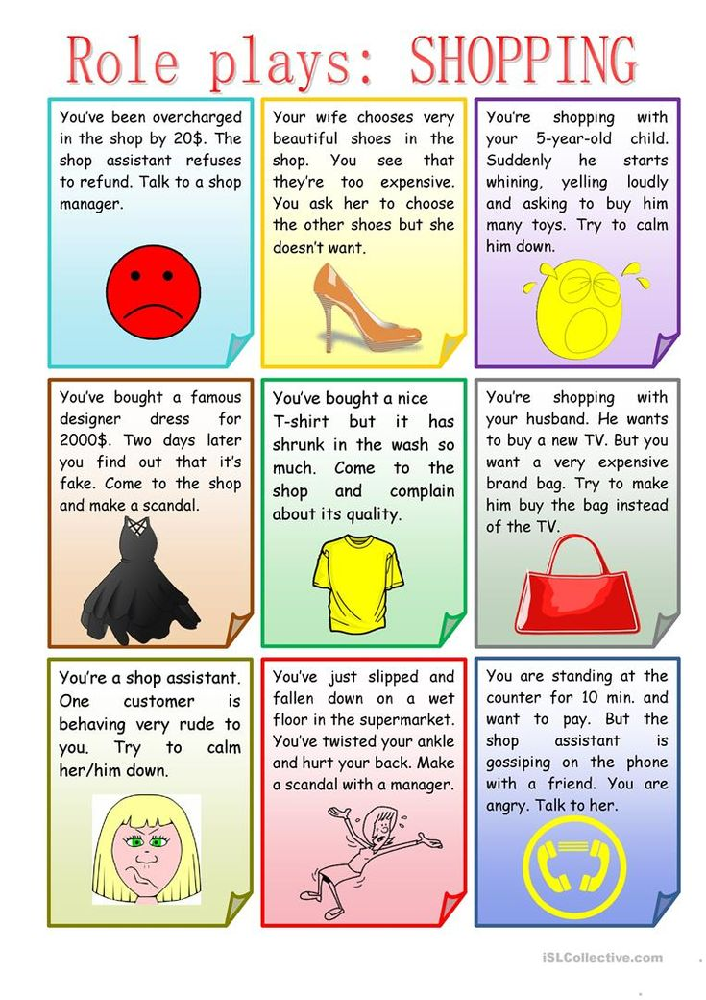 Role plays: SHOPPING
You've been overcharged
in the shop by 20$. The
shop assistant refuses
to refund. Talk to a shop
manager.
Your wife chooses very
beautiful shoes in the
shop. You see that
they're too expensive.
You ask her to choose
the other shoes but she
doesn't want.
You're shopping with
your 5-year-old child.
Suddenly he starts
whining, yelling loudly
and asking to buy him
many toys. Try to calm
him down.
You've bought a famous
designer dress for
2000$. Two days later
you find out that it's
fake. Come to the shop
and make a scandal.
You've bought a nice
T-shirt but it has
shrunk in the wash so
much. Come to the
shop and complain
about its quality.
You're shopping with
your husband. He wants
to buy a new TV. But you
want a very expensive
brand bag. Try to make
him buy the bag instead
of the TV.
You're a shop assistant.
One customer is
behaving very rude to
you. Try to calm
her/him down.
You've just slipped and
fallen down on a wet
floor in the supermarket.
You've twisted your ankle
and hurt your back. Make
a scandal with a manager.
You are standing at the
counter for 10 min. and
want to pay. But the
shop assistant is
gossiping on the phone
with a friend. You are
angry. Talk to her.
iSLCollective.com